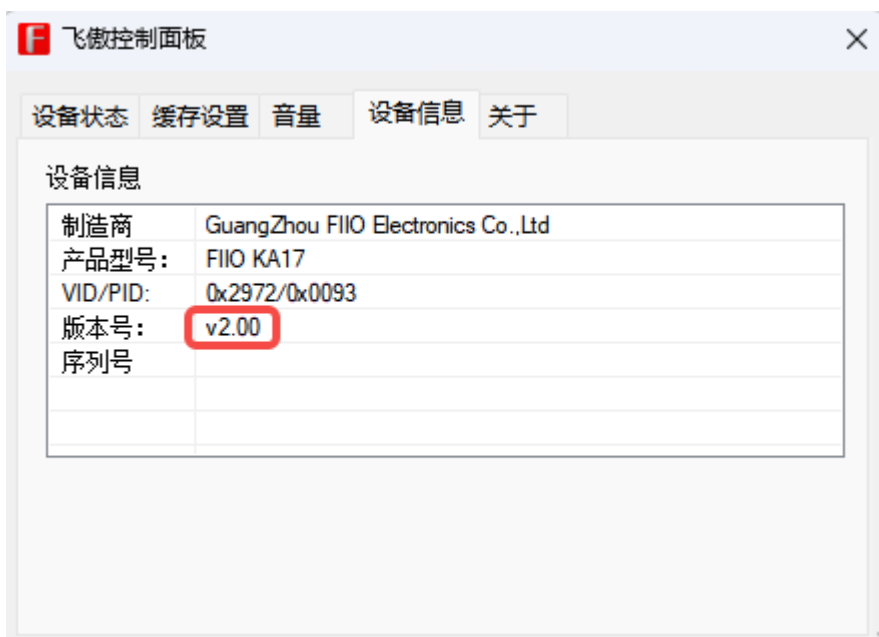 飞傲控制面板
设备状态 缓存设置 音量 设备信息 关于
设备信息
制造商 GuangZhou FIIO Electronics Co.,Ltd
产品型号: FIIO KA17
VID/PID: 0x2972/0x0093
版本号: v2.00
序列号